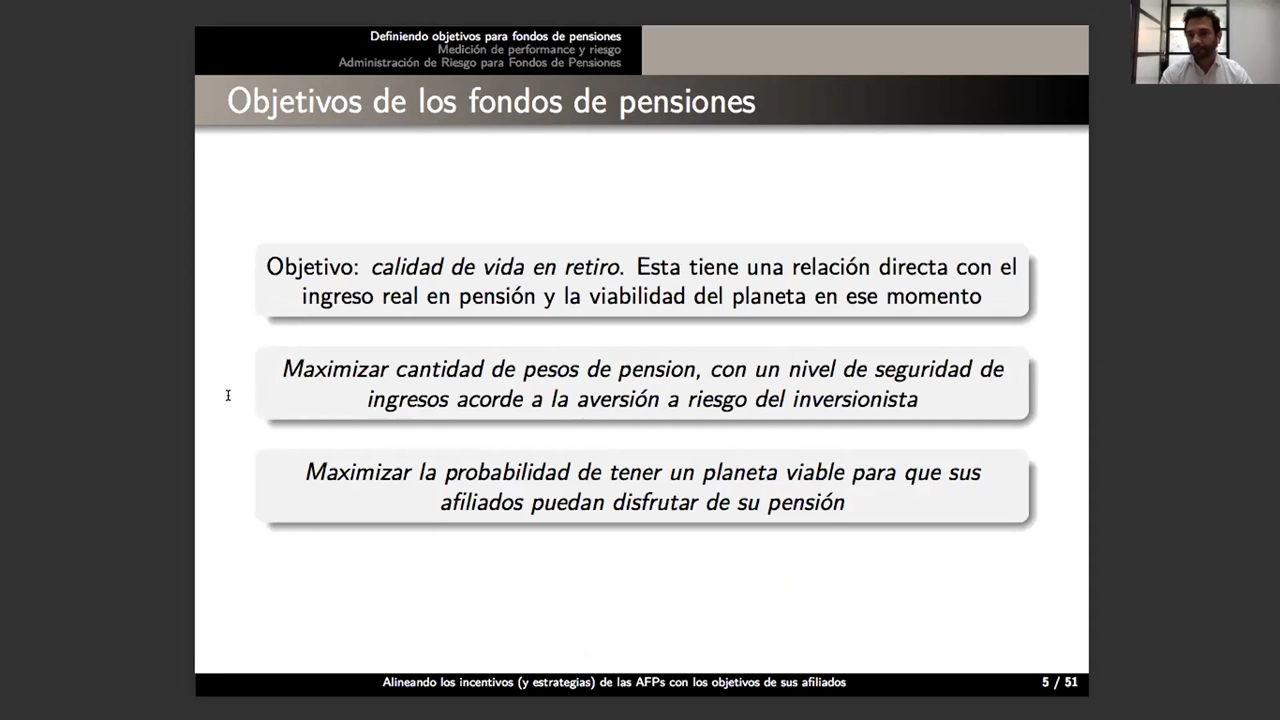 Definiendo objetivos para fondos de pensiones
Medición de performance y riesgo
Administración de Riesgo para Fondos de Pensiones
Objetivos de los fondos de pensiones
Objetivo: calidad de vida en retiro. Esta tiene una relación directa con el
ingreso real en pensión y la viabilidad del planeta en ese momento
Maximizar cantidad de pesos de pension, con un nivel de seguridad de
ingresos acorde a la aversión a riesgo del inversionista
Maximizar la probabilidad de tener un planeta viable para que sus
afiliados puedan disfrutar de su pensión
Alineando los incentivos (y estrategias) de las AFPs con los objetivos de sus afiliados
5 / 51